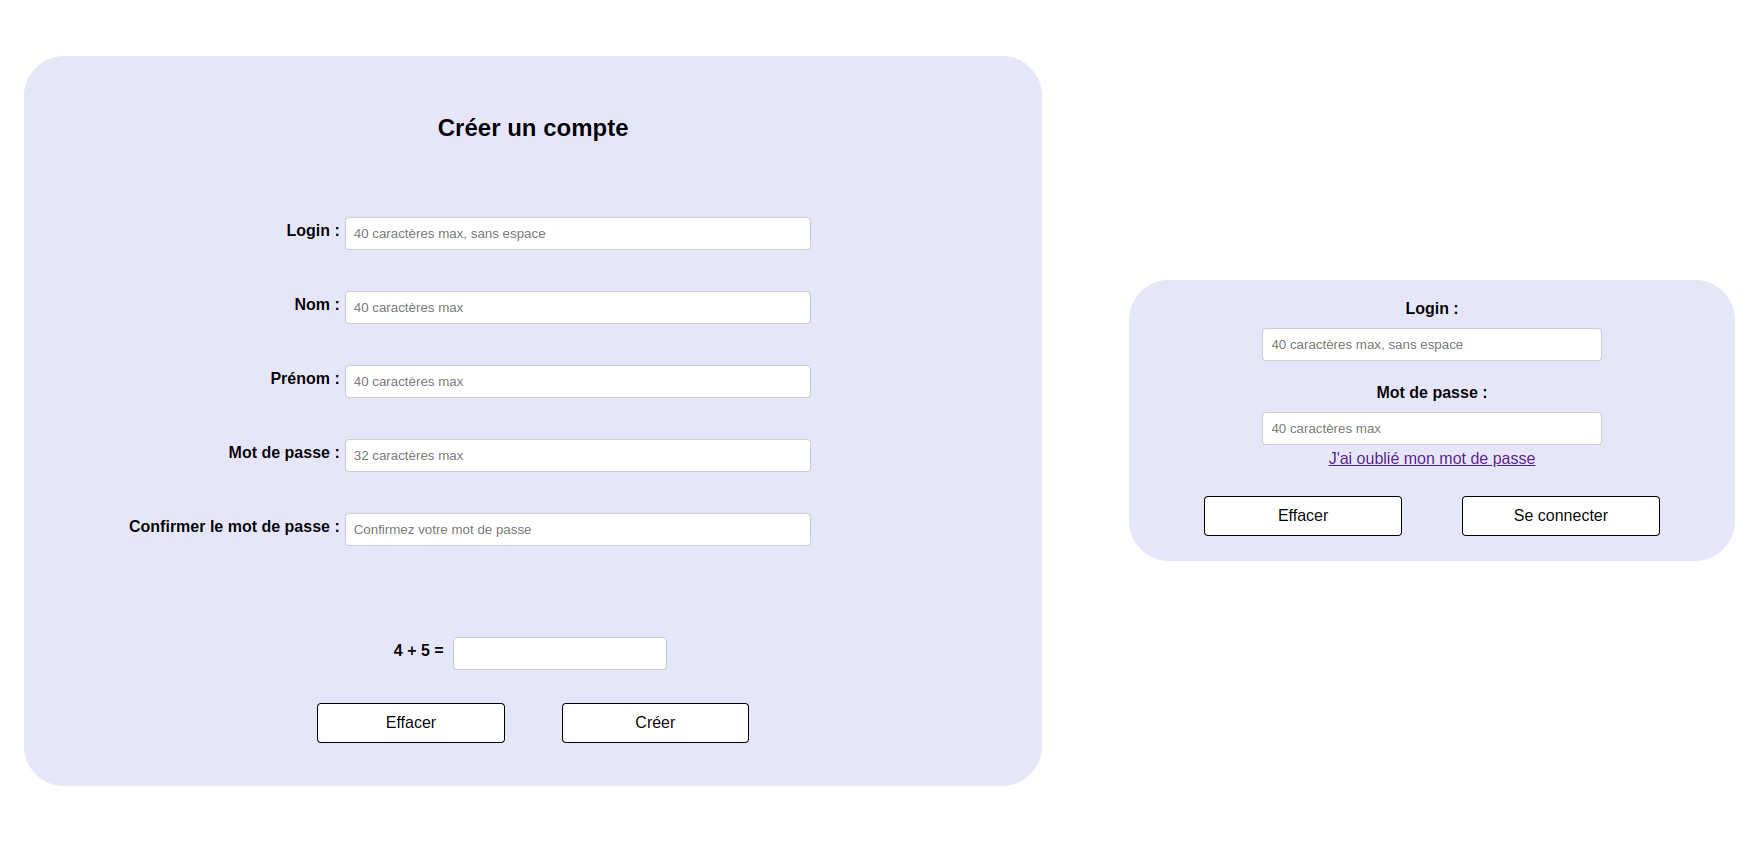 Créer un compte
Login : 40 caractères max, sans espace
Nom : 40 caractères max
Prénom : 40 caractères max
Mot de passe : 32 caractères max
Confirmer le mot de passe : Confirmez votre mot de passe
4 + 5 =
Effacer Créer
Login :
40 caractères max, sans espace
Mot de passe :
40 caractères max
J'ai oublié mon mot de passe
Effacer Se connecter